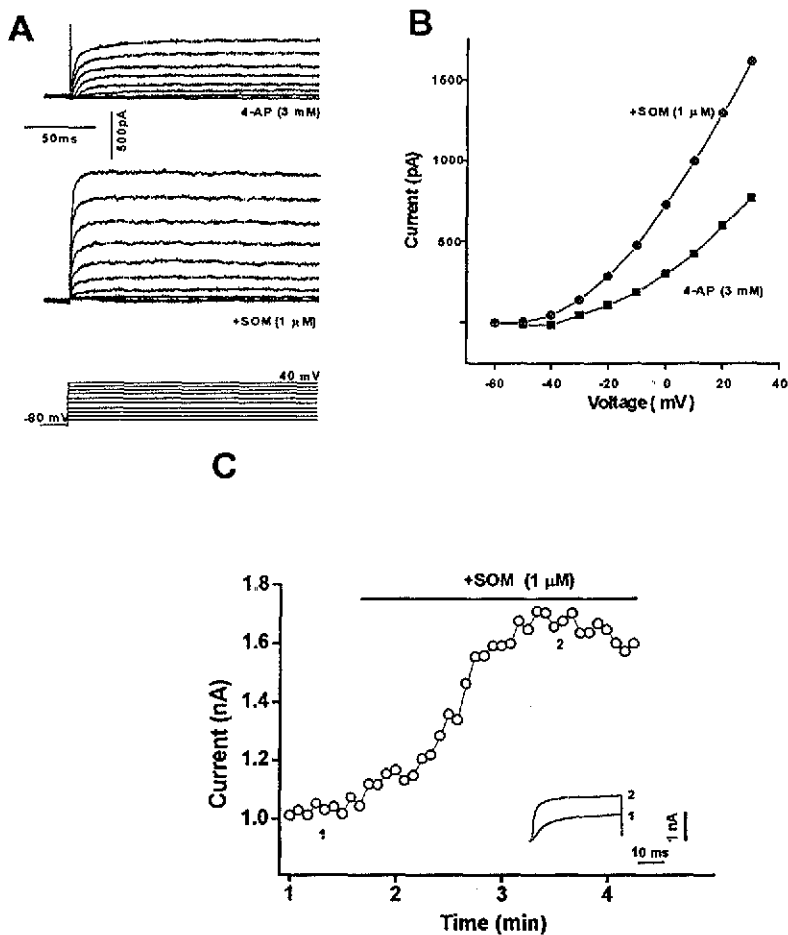 A
4-AP (3 mM)
50ms
500pA
+SOM (1 µM)
40 mV
-80 mV
B
1500
1000
500
Current (pA)
+SOM (1 µM)
4-AP (3 mM)
-60 -40 -20 0 20 40
Voltage ( mV)
C
+SOM (1 µM)
1.8
1.6
1.4
1.2
1.0
Current (nA)
1
2
2
1
1 nA
10 ms
1 2 3 4
Time (min)